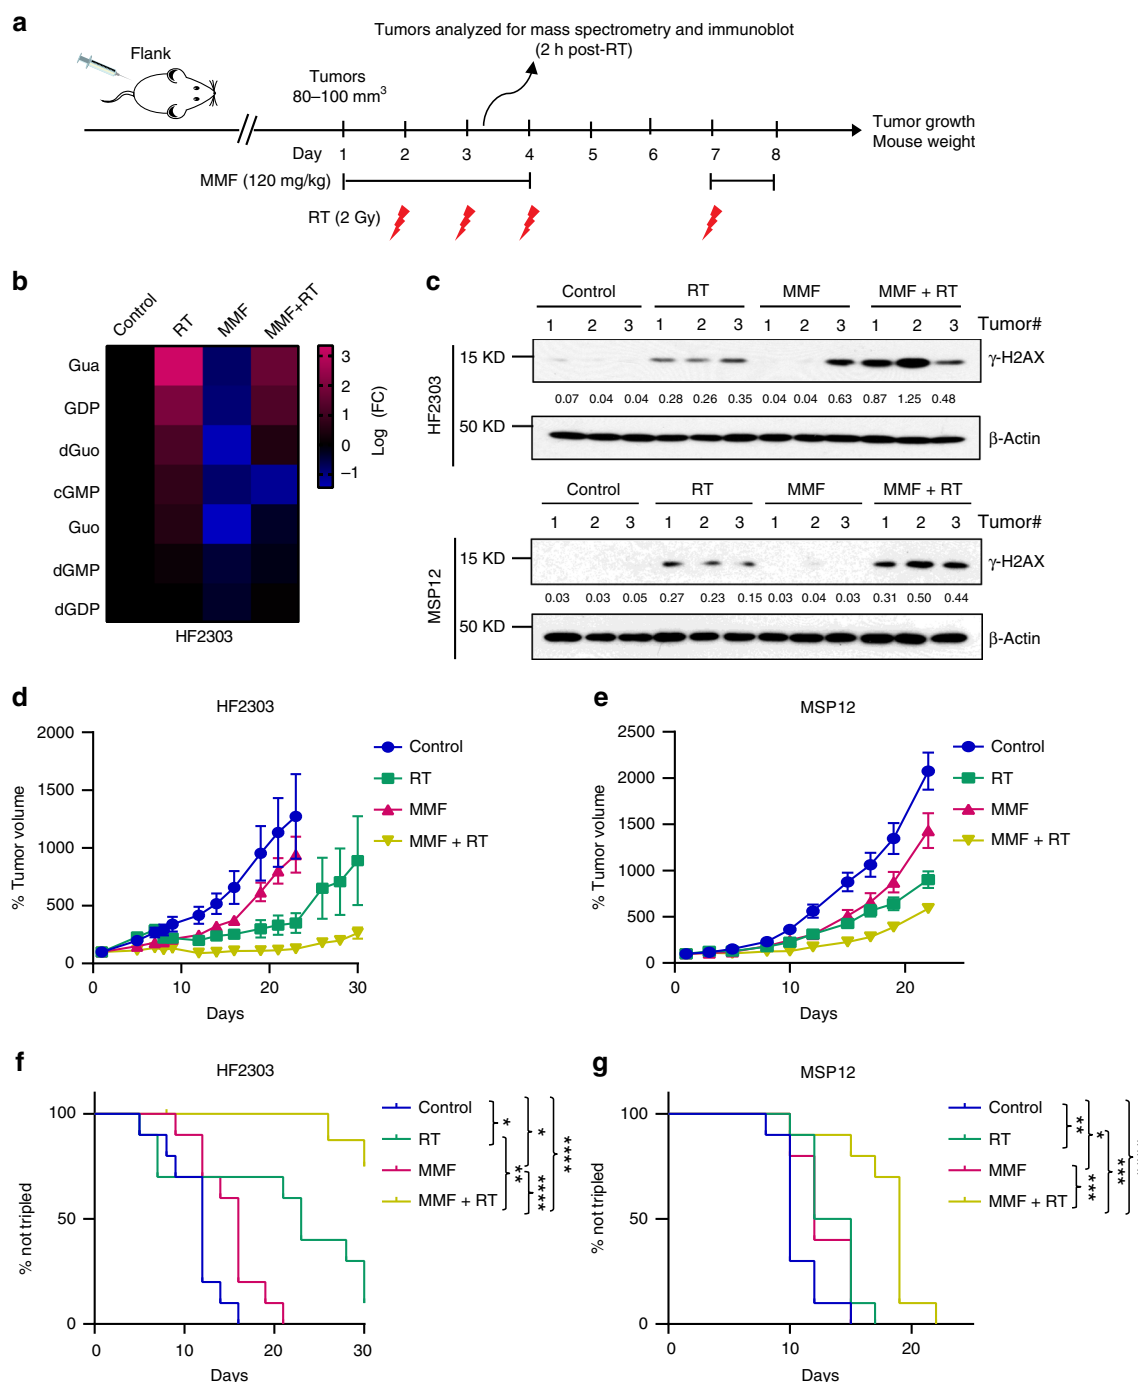 a
Tumors analyzed for mass spectrometry and immunoblot
(2 h post-RT)
Flank
Tumors
80–100 mm3
Tumor growth
Mouse weight
Day 1 2 3 4 5 6 7 8
MMF (120 mg/kg)
RT (2 Gy)
b
Control RT MMF MMF+RT
Gua
GDP
dGuo
cGMP
Guo
dGMP
dGDP
HF2303
3
2
1
0
–1
Log (FC)
c
Control RT MMF MMF + RT
1 2 3 1 2 3 1 2 3 1 2 3 Tumor#
15 KD γ-H2AX
0.07 0.04 0.04 0.28 0.26 0.35 0.04 0.04 0.63 0.87 1.25 0.48
50 KD β-Actin
HF2303
Control RT MMF MMF + RT
1 2 3 1 2 3 1 2 3 1 2 3 Tumor#
15 KD γ-H2AX
0.03 0.03 0.05 0.27 0.23 0.15 0.03 0.04 0.03 0.31 0.50 0.44
50 KD β-Actin
MSP12
d
HF2303
% Tumor volume
2000
1500
1000
500
0
0 10 20 30
Days
Control
RT
MMF
MMF + RT
e
MSP12
% Tumor volume
2500
2000
1500
1000
500
0
0 10 20
Days
Control
RT
MMF
MMF + RT
f
HF2303
% not tripled
100
50
0
0 10 20 30
Days
Control
RT
MMF
MMF + RT
*
**
*
****
****
g
MSP12
% not tripled
100
50
0
0 10 20
Days
Control
RT
MMF
MMF + RT
**
***
*
***